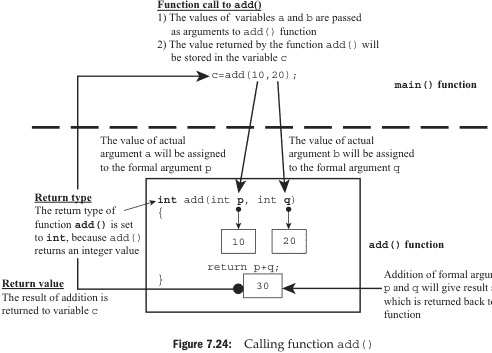 Function call to add()
1) The values of variables a and b are passed
as arguments to add() function
2) The value returned by the function add() will
be stored in the variable c
c=add(10,20);
main() function
The value of actual
argument a will be assigned
to the formal argument p
The value of actual
argument b will be assigned
to the formal argument q
Return type
The return type of
function add() is set
to int, because add()
returns an integer value
int add(int p, int q)
{
10
20
add() function
return p+q;
}
30
Return value
The result of addition is
returned to variable c
Addition of formal argu
p and q will give result
which is returned back t
function
Figure 7.24: Calling function add()